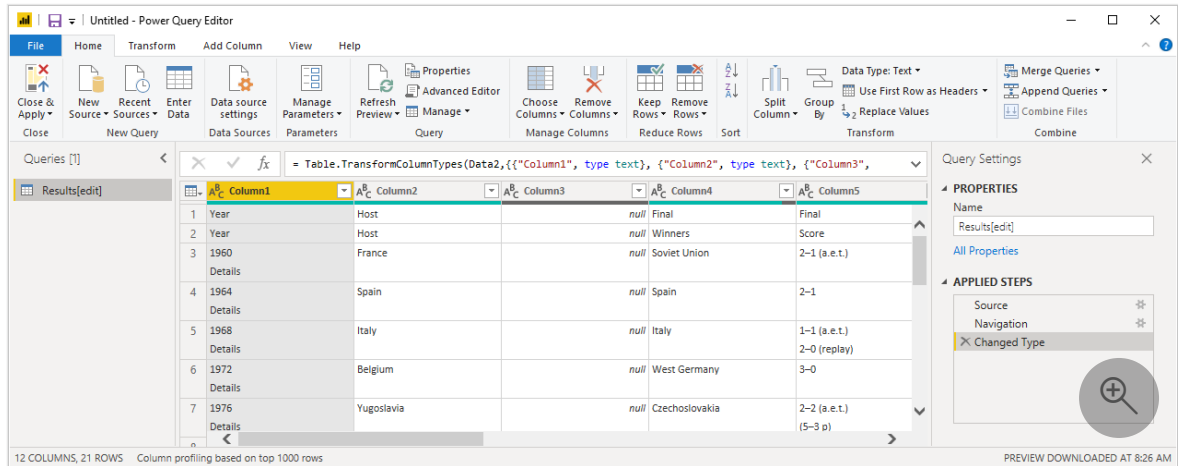 Untitled - Power Query Editor
File Home Transform Add Column View Help
Close & Apply
New Source
Recent Sources
Enter Data
Data source settings
Manage Parameters
Refresh Preview
Properties
Advanced Editor
Manage
Choose Columns
Remove Columns
Keep Rows
Remove Rows
Split Column
Group By
Data Type: Text
Use First Row as Headers
Replace Values
Merge Queries
Append Queries
Combine Files
Close New Query Data Sources Parameters Query Manage Columns Reduce Rows Sort Transform Combine
Queries [1]
Results[edit]
fx = Table.TransformColumnTypes(Data2,{{"Column1", type text}, {"Column2", type text}, {"Column3",
ABC Column1 ABC Column2 ABC Column3 ABC Column4 ABC Column5
1 Year Host null Final Final
2 Year Host null Winners Score
3 1960 France null Soviet Union 2–1 (a.e.t.)
Details
4 1964 Spain null Spain 2–1
Details
5 1968 Italy null Italy 1–1 (a.e.t.)
Details 2–0 (replay)
6 1972 Belgium null West Germany 3–0
Details
7 1976 Yugoslavia null Czechoslovakia 2–2 (a.e.t.)
Details (5–3 p)
Query Settings
PROPERTIES
Name
Results[edit]
All Properties
APPLIED STEPS
Source
Navigation
Changed Type
12 COLUMNS, 21 ROWS Column profiling based on top 1000 rows
PREVIEW DOWNLOADED AT 8:26 AM